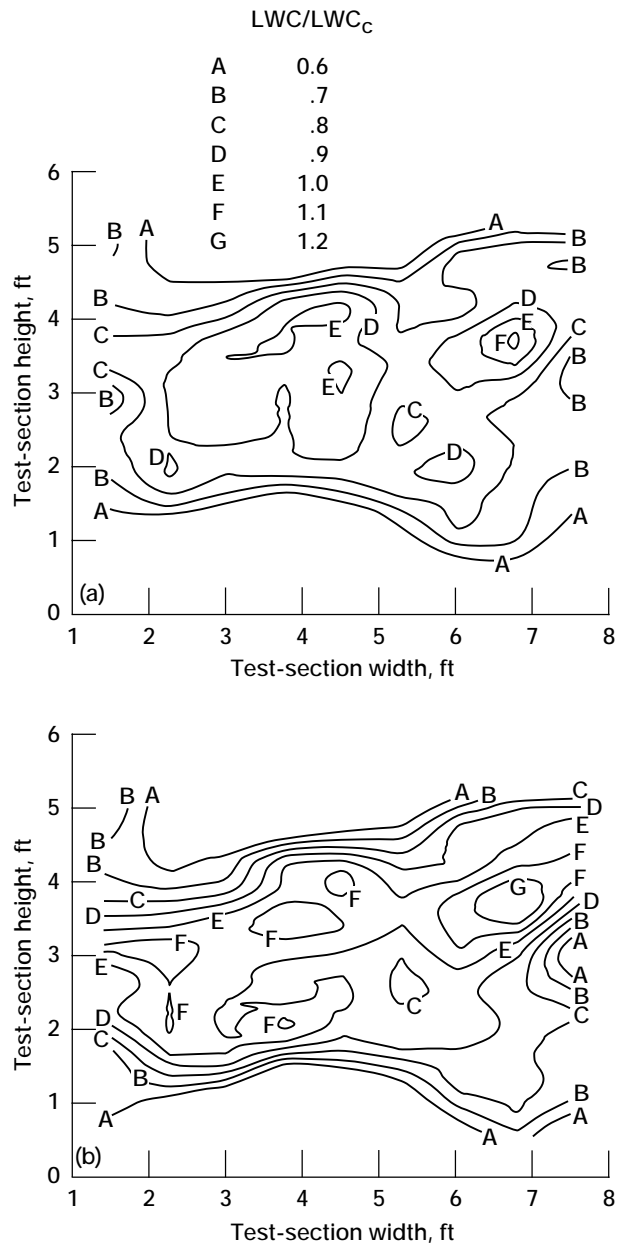 LWC/LWCc
A 0.6
B .7
C .8
D .9
E 1.0
F 1.1
G 1.2
Test-section height, ft
6
5
4
3
2
1
0
B A A B
B
B C
C
B
D E F C B
B
D
E
E
C
D
D
B
A
B
A
A
(a)
1 2 3 4 5 6 7 8
Test-section width, ft
Test-section height, ft
6
5
4
3
2
1
0
B A A B C
D
E
B
B
F
G F
C F
D E F D
F E B
A
E F
A
B
C
D F
C
F
C
B
A
B
A
A
(b)
1 2 3 4 5 6 7 8
Test-section width, ft